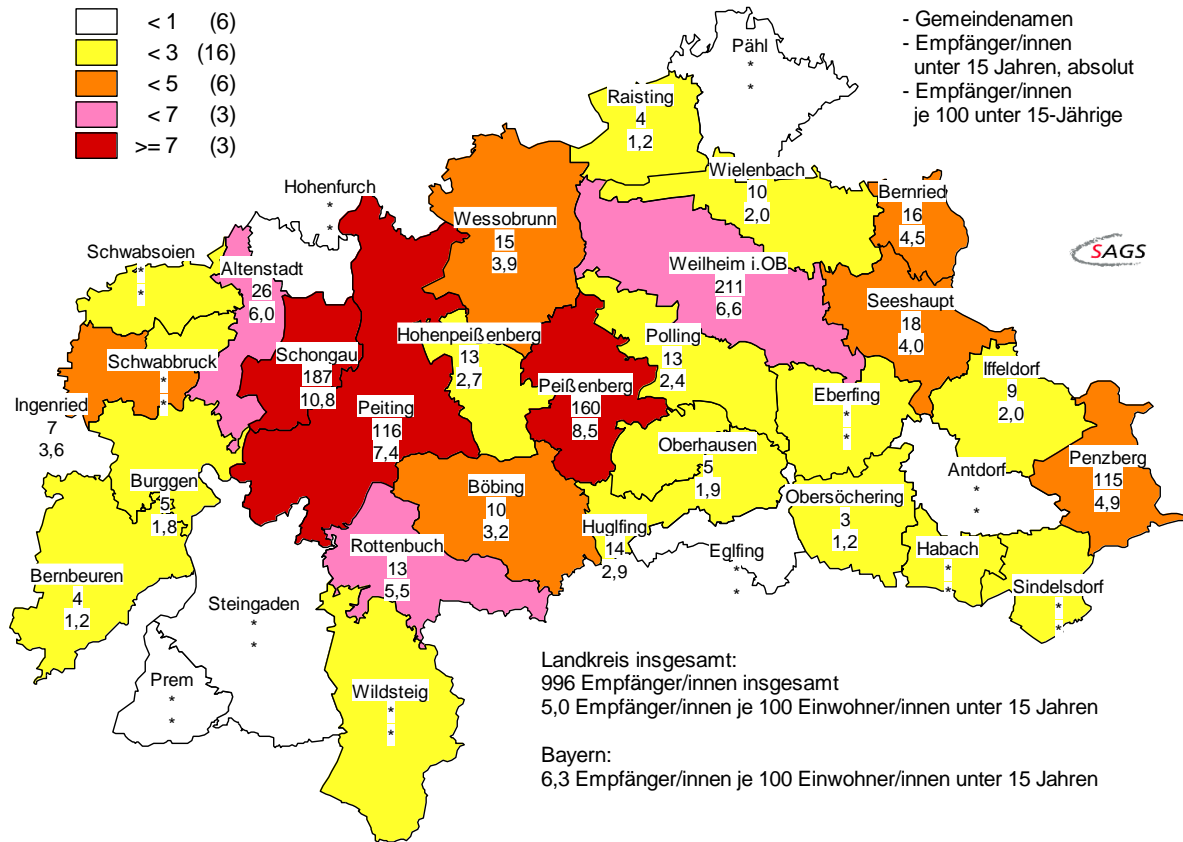 < 1 (6)
< 3 (16)
< 5 (6)
< 7 (3)
>= 7 (3)
- Gemeindenamen
- Empfänger/innen
unter 15 Jahren, absolut
- Empfänger/innen
je 100 unter 15-Jährige
SAGS
Pähl
*
*
Raisting
4
1,2
Wielenbach
10
2,0
Bernried
16
4,5
Hohenfurch
*
*
Wessobrunn
15
3,9
Schwabsoien
*
*
Altenstadt
26
6,0
Weilheim i.OB
211
6,6
Seeshaupt
18
4,0
Schwabbruck
*
*
Schongau
187
10,8
Hohenpeißenberg
13
2,7
Polling
13
2,4
Iffeldorf
9
2,0
Ingenried
7
3,6
Peiting
116
7,4
Peißenberg
160
8,5
Eberfing
*
*
Oberhausen
5
1,9
Antdorf
*
*
Penzberg
115
4,9
Burggen
5
1,8
Böbing
10
3,2
Obersöchering
3
1,2
Huglfing
14
2,9
Eglfing
*
*
Habach
*
*
Rottenbuch
13
5,5
Bernbeuren
4
1,2
Sindelsdorf
*
*
Steingaden
*
*
Prem
*
*
Wildsteig
*
*
Landkreis insgesamt:
996 Empfänger/innen insgesamt
5,0 Empfänger/innen je 100 Einwohner/innen unter 15 Jahren
Bayern:
6,3 Empfänger/innen je 100 Einwohner/innen unter 15 Jahren